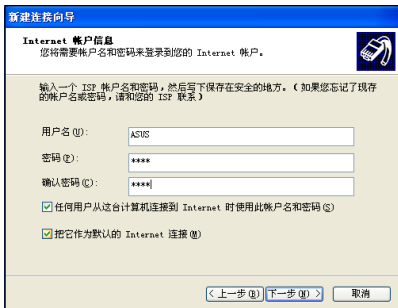 新建连接向导
Internet 帐户信息
您将需要帐户名和密码来登录到您的 Internet 帐户。
输入一个 ISP 帐户名和密码，然后写下保存在安全的地方。(如果您忘记了现存
的帐户名或密码，请和您的 ISP 联系)
用户名(U): ASUS
密码(P): ****
确认密码(C): ****
任何用户从这台计算机连接到 Internet 时使用此帐户名和密码(S)
把它作为默认的 Internet 连接(M)
<上一步(B) 下一步(N)> 取消